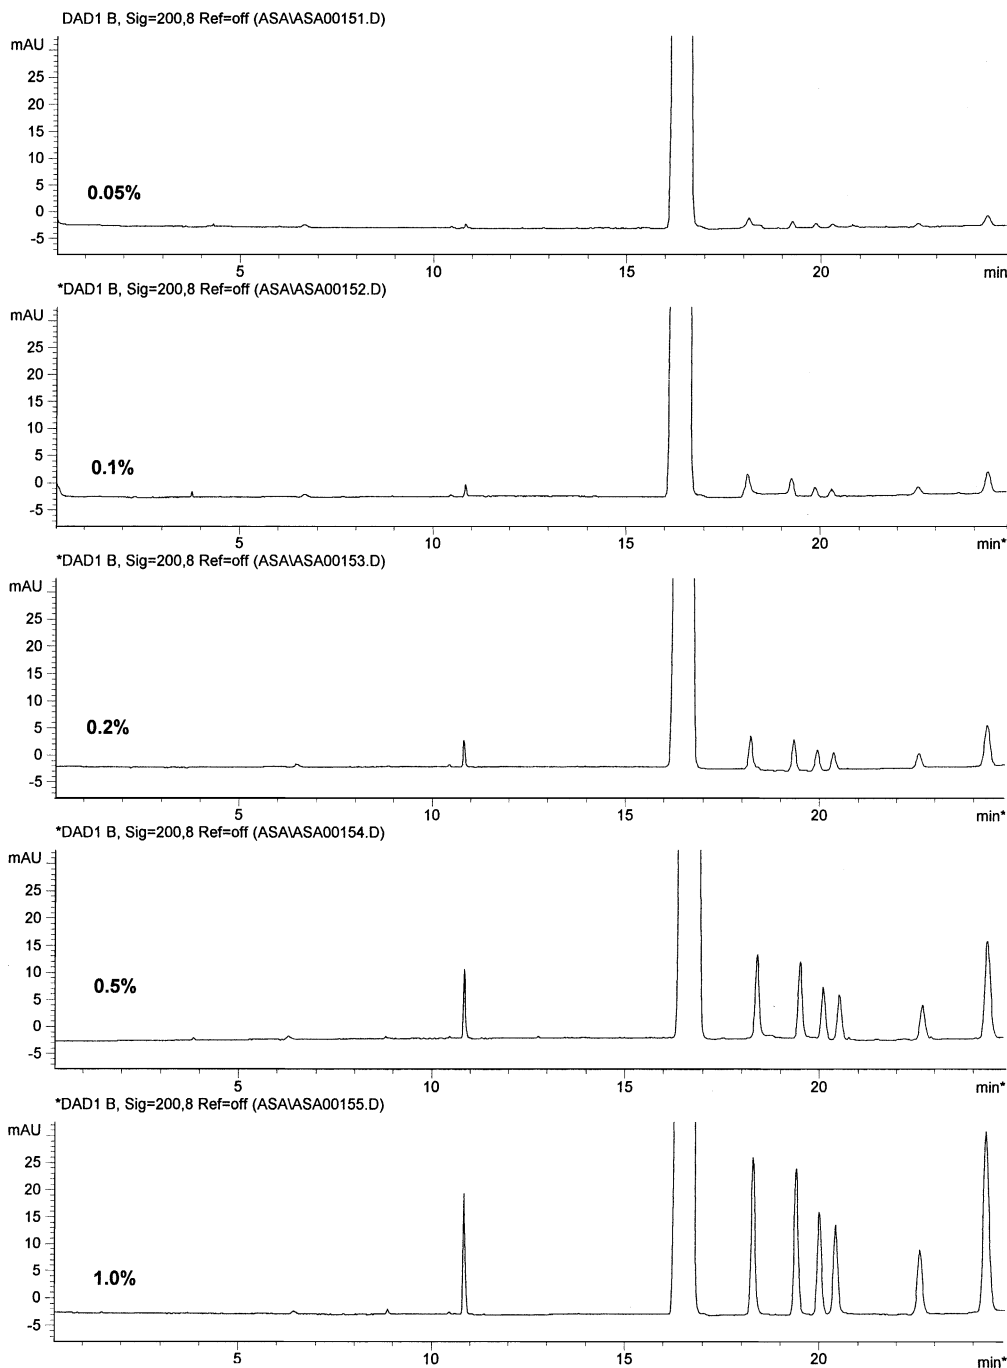 DAD1 B, Sig=200,8 Ref=off (ASA\ASA00151.D)
mAU
25
20
15
10
5
0
-5
0.05%
5 10 15 20 min
*DAD1 B, Sig=200,8 Ref=off (ASA\ASA00152.D)
mAU
25
20
15
10
5
0
-5
0.1%
5 10 15 20 min*
*DAD1 B, Sig=200,8 Ref=off (ASA\ASA00153.D)
mAU
25
20
15
10
5
0
-5
0.2%
5 10 15 20 min*
*DAD1 B, Sig=200,8 Ref=off (ASA\ASA00154.D)
mAU
25
20
15
10
5
0
-5
0.5%
5 10 15 20 min*
*DAD1 B, Sig=200,8 Ref=off (ASA\ASA00155.D)
mAU
25
20
15
10
5
0
-5
1.0%
5 10 15 20 min*